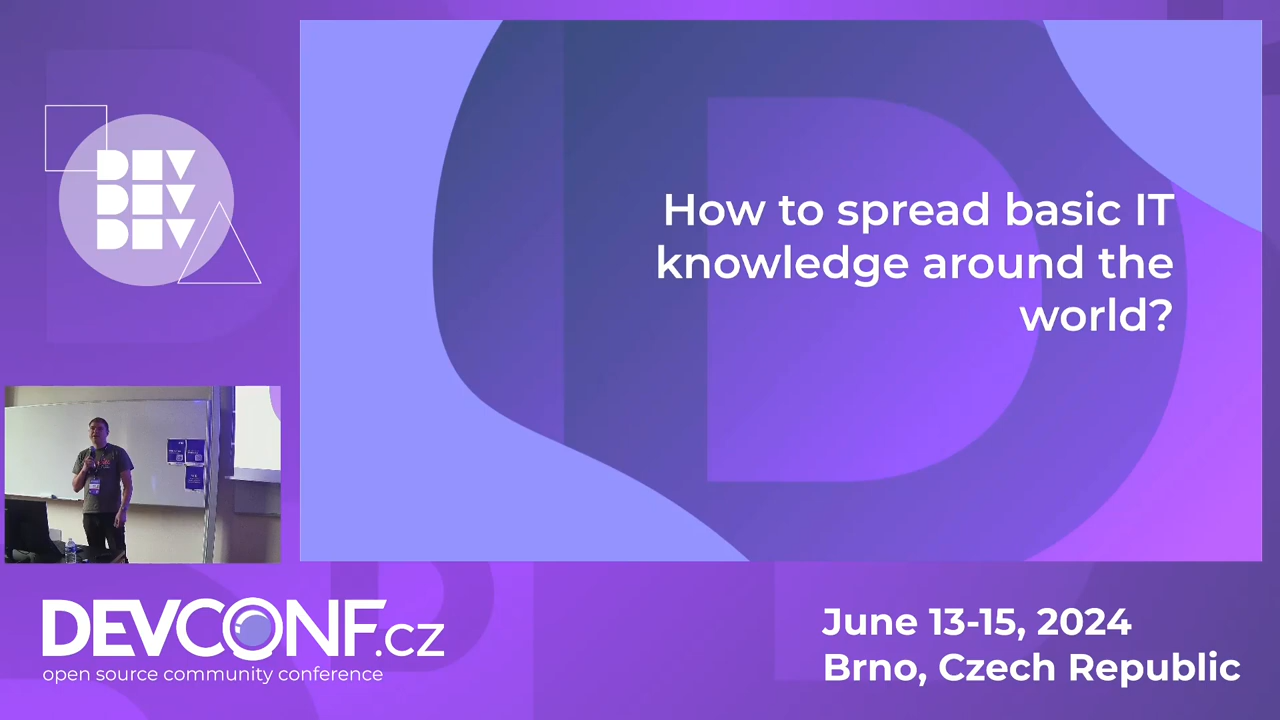 DEV
DEV
DEV
How to spread basic IT
knowledge around the
world?
DEVCONF.cz
open source community conference
June 13-15, 2024
Brno, Czech Republic